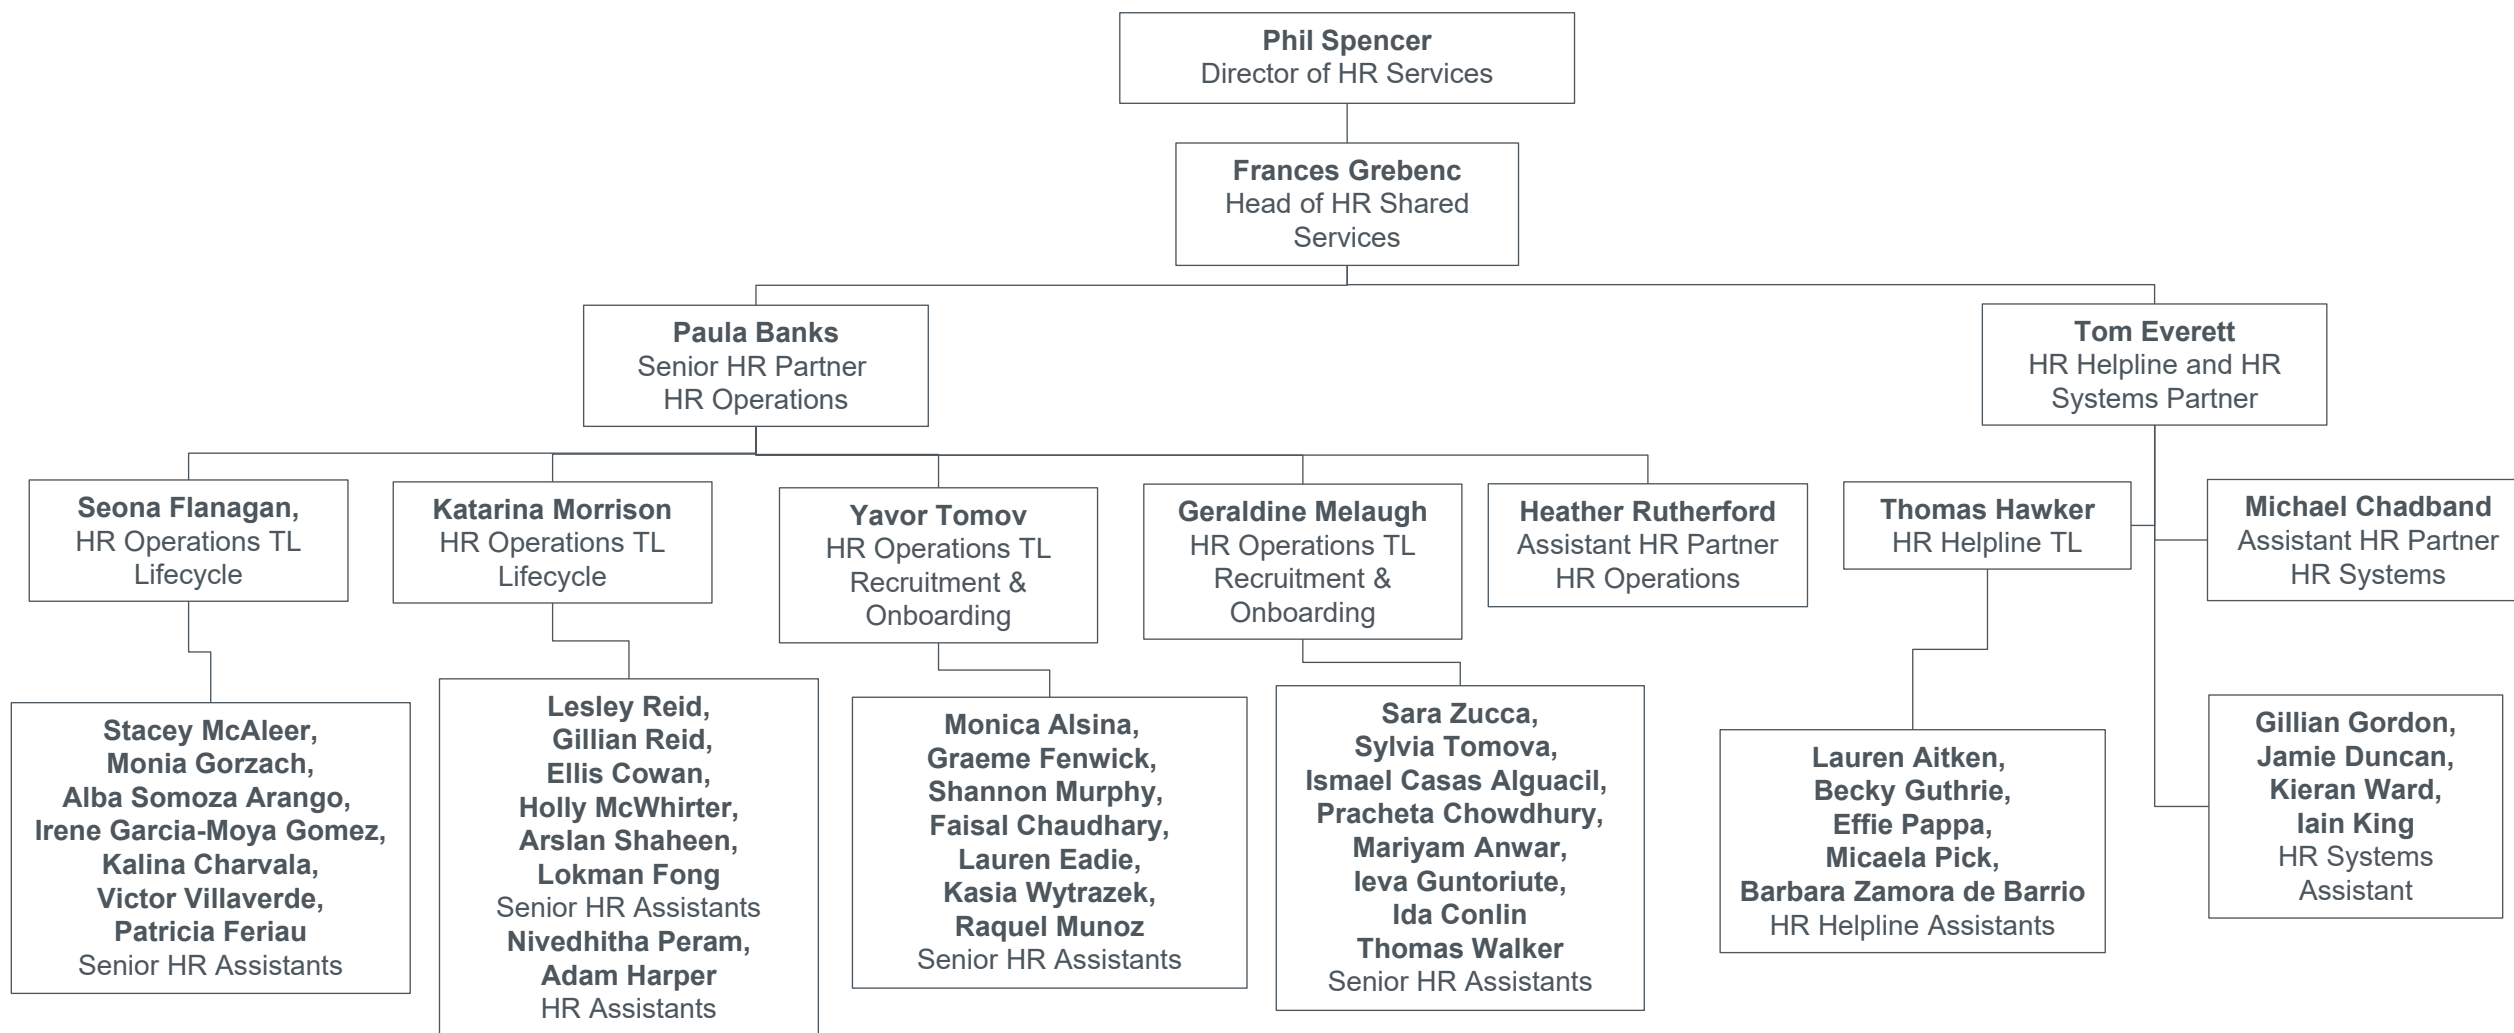 Phil Spencer
Director of HR Services
Frances Grebenc
Head of HR Shared
Services
Paula Banks
Senior HR Partner
HR Operations
Tom Everett
HR Helpline and HR
Systems Partner
Seona Flanagan,
HR Operations TL
Lifecycle
Katarina Morrison
HR Operations TL
Lifecycle
Yavor Tomov
HR Operations TL
Recruitment &
Onboarding
Geraldine Melaugh
HR Operations TL
Recruitment &
Onboarding
Heather Rutherford
Assistant HR Partner
HR Operations
Thomas Hawker
HR Helpline TL
Michael Chadband
Assistant HR Partner
HR Systems
Stacey McAleer,
Monia Gorzach,
Alba Somoza Arango,
Irene Garcia-Moya Gomez,
Kalina Charvala,
Victor Villaverde,
Patricia Feriau
Senior HR Assistants
Lesley Reid,
Gillian Reid,
Ellis Cowan,
Holly McWhirter,
Arslan Shaheen,
Lokman Fong
Senior HR Assistants
Nivedhitha Peram,
Adam Harper
HR Assistants
Monica Alsina,
Graeme Fenwick,
Shannon Murphy,
Faisal Chaudhary,
Lauren Eadie,
Kasia Wytrazek,
Raquel Munoz
Senior HR Assistants
Sara Zucca,
Sylvia Tomova,
Ismael Casas Alguacil,
Pracheta Chowdhury,
Mariyam Anwar,
Ieva Guntoriute,
Ida Conlin
Thomas Walker
Senior HR Assistants
Lauren Aitken,
Becky Guthrie,
Effie Pappa,
Micaela Pick,
Barbara Zamora de Barrio
HR Helpline Assistants
Gillian Gordon,
Jamie Duncan,
Kieran Ward,
Iain King
HR Systems
Assistant